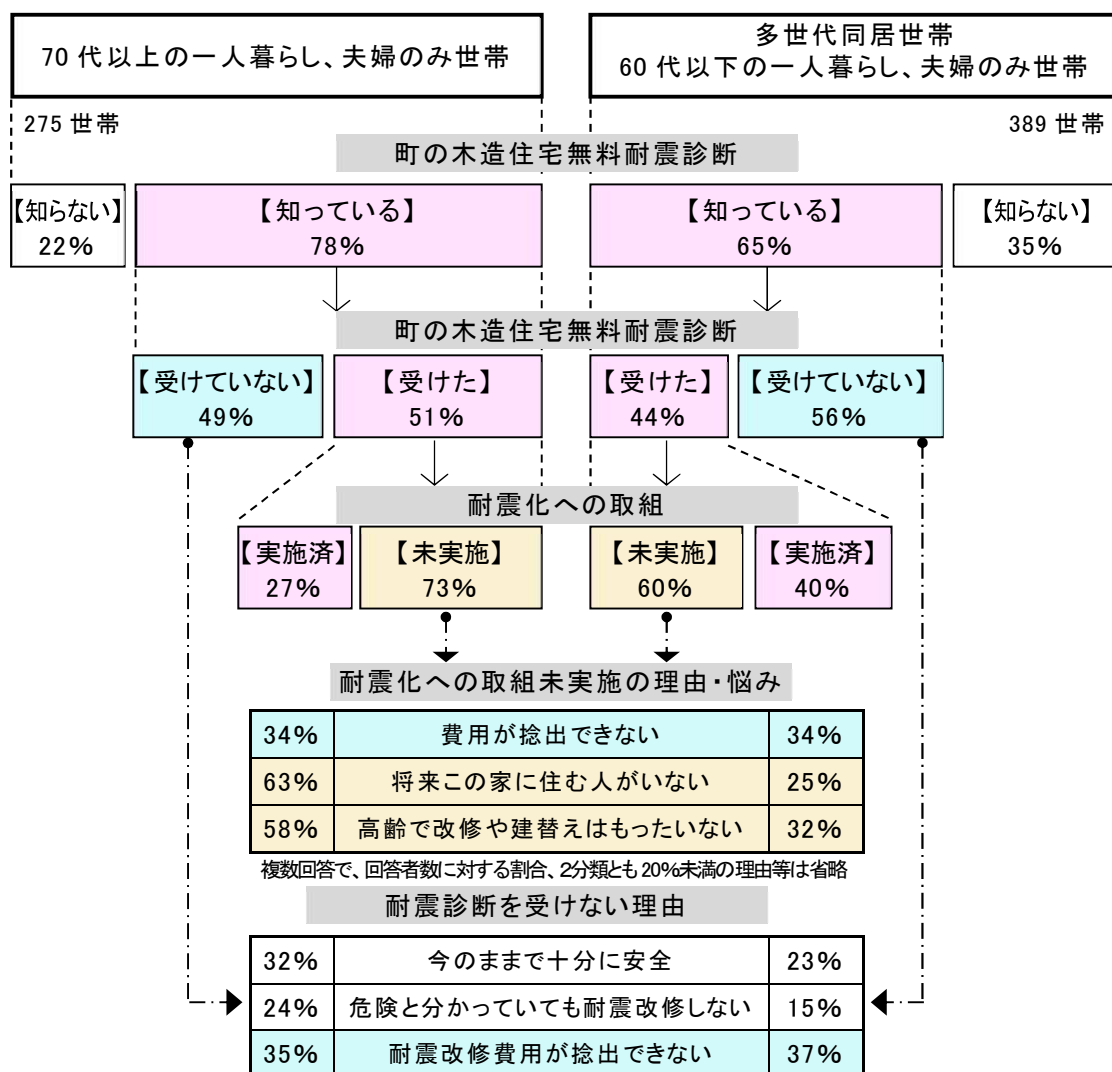 70代以上の一人暮らし、夫婦のみ世帯
多世代同居世帯
60代以下の一人暮らし、夫婦のみ世帯
275世帯
389世帯
町の木造住宅無料耐震診断
【知らない】
22%
【知っている】
78%
【知っている】
65%
【知らない】
35%
町の木造住宅無料耐震診断
【受けていない】
49%
【受けた】
51%
【受けた】
44%
【受けていない】
56%
耐震化への取組
【実施済】
27%
【未実施】
73%
【未実施】
60%
【実施済】
40%
耐震化への取組未実施の理由・悩み
34% 費用が捻出できない 34%
63% 将来この家に住む人がいない 25%
58% 高齢で改修や建替えはもったいない 32%
複数回答で、回答者数に対する割合、2分類とも20%未満の理由等は省略
耐震診断を受けない理由
32% 今のままで十分に安全 23%
24% 危険と分かっていても耐震改修しない 15%
35% 耐震改修費用が捻出できない 37%